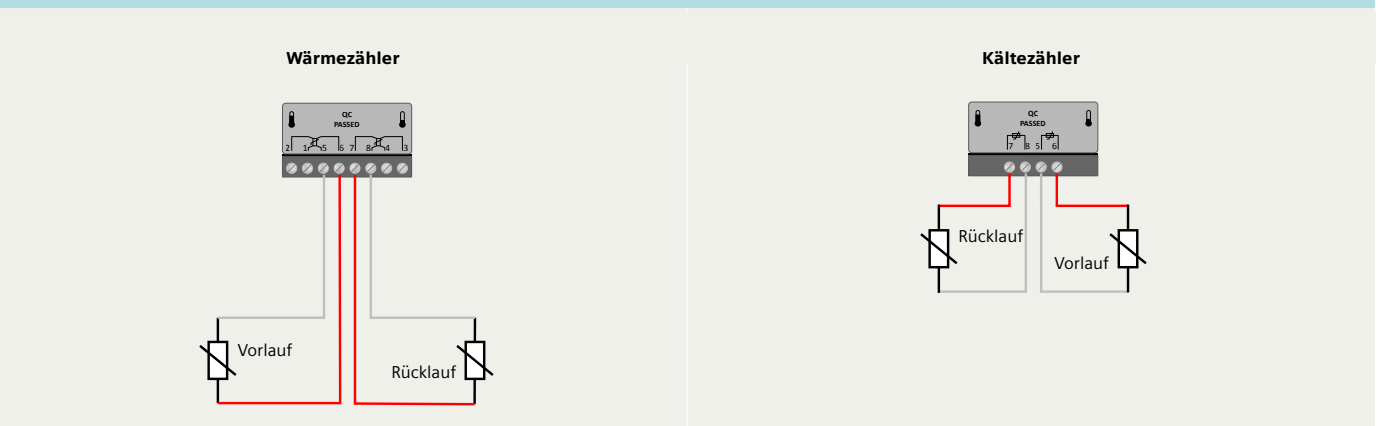 Wärmezähler
QC
PASSED
2 1 5 6 7 8 4 3
Vorlauf
Rücklauf
Kältezähler
QC
PASSED
7 8 5 6
Rücklauf
Vorlauf